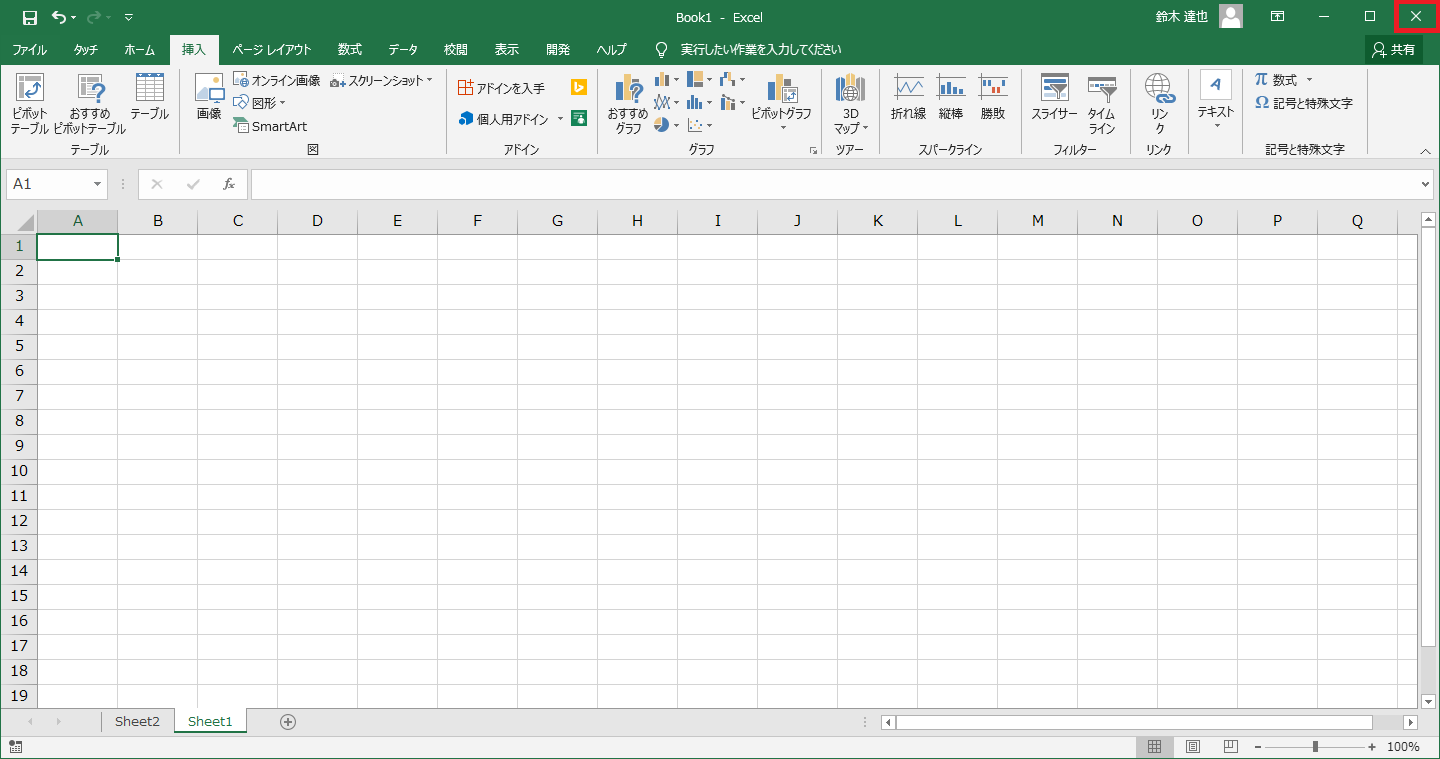 Book1 - Excel
鈴木 達也
ファイル タッチ ホーム 挿入 ページ レイアウト 数式 データ 校閲 表示 開発 ヘルプ 実行したい作業を入力してください 共有
ピボット
テーブル
おすすめ
ピボットテーブル
テーブル
テーブル
画像
オンライン画像
図形
SmartArt
スクリーンショット
図
アドインを入手
個人用アドイン
アドイン
おすすめ
グラフ
ピボットグラフ
グラフ
3D
マップ
ツアー
折れ線
縦棒
勝敗
スパークライン
スライサー
タイム
ライン
フィルター
リン
ク
リンク
A
テキスト
π 数式
Ω 記号と特殊文字
記号と特殊文字
A1
fx
A B C D E F G H I J K L M N O P Q
1
2
3
4
5
6
7
8
9
10
11
12
13
14
15
16
17
18
19
Sheet2 Sheet1
100%